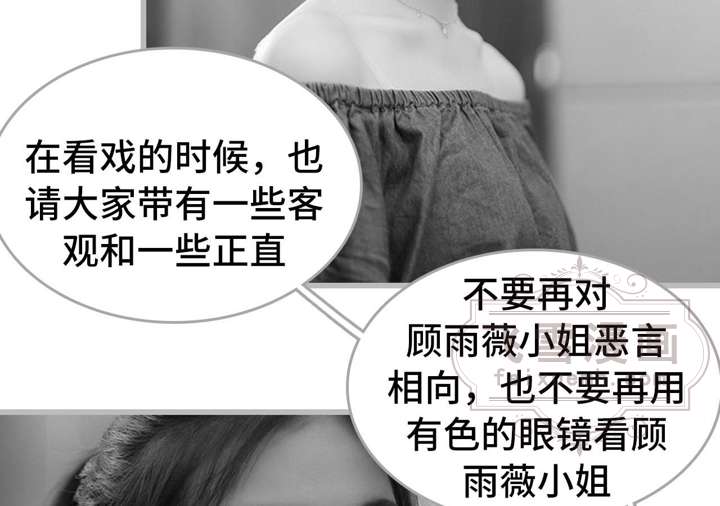 在看戏的时候，也
请大家带有一些客
观和一些正直
不要再对
顾雨薇小姐恶言
相向，也不要再用
有色的眼镜看顾
雨薇小姐